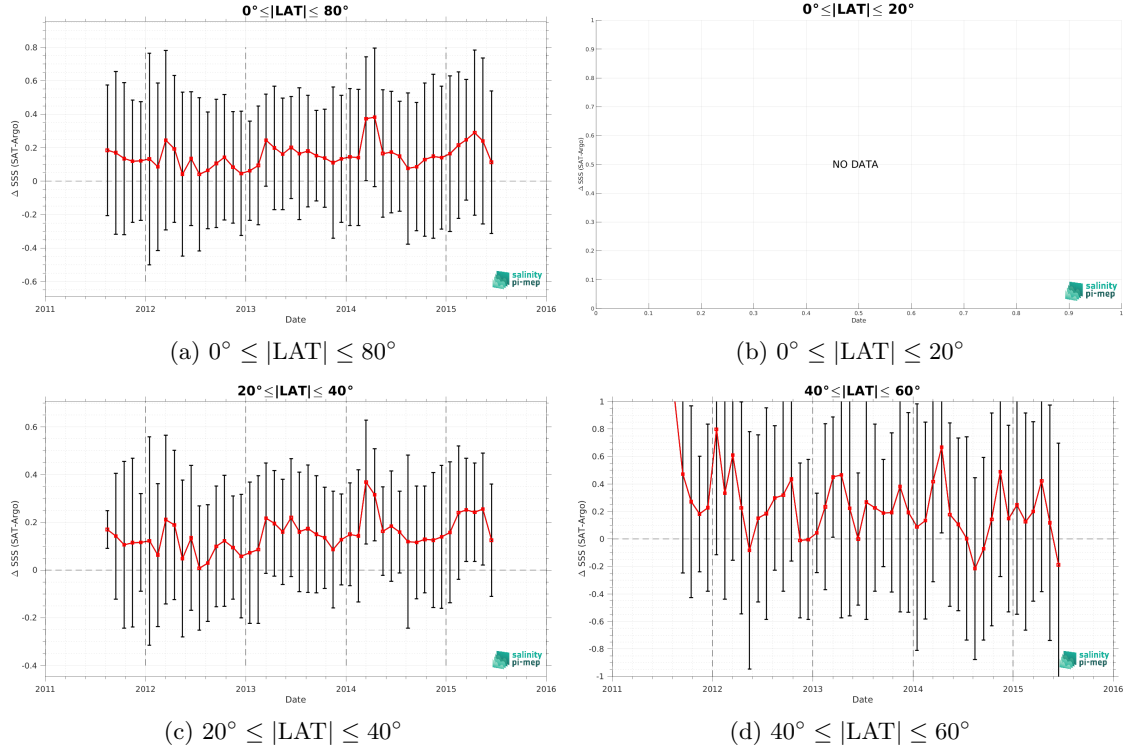 0°≤|LAT|≤ 80°
Δ SSS (SAT-Argo)
0.8
0.6
0.4
0.2
0
-0.2
-0.4
-0.6
2011
2012
2013
2014
2015
2016
Date
salinity
pi-mep
(a) 0° ≤ |LAT| ≤ 80°
0°≤|LAT|≤ 20°
Δ SSS (SAT-Argo)
1
0.9
0.8
0.7
0.6
0.5
0.4
0.3
0.2
0.1
0
NO DATA
0
0.1
0.2
0.3
0.4
0.5
0.6
0.7
0.8
0.9
1
Date
salinity
pi-mep
(b) 0° ≤ |LAT| ≤ 20°
20°≤|LAT|≤ 40°
Δ SSS (SAT-Argo)
0.6
0.4
0.2
0
-0.2
-0.4
2011
2012
2013
2014
2015
2016
Date
salinity
pi-mep
(c) 20° ≤ |LAT| ≤ 40°
40°≤|LAT|≤ 60°
Δ SSS (SAT-Argo)
1
0.8
0.6
0.4
0.2
0
-0.2
-0.4
-0.6
-0.8
-1
2011
2012
2013
2014
2015
2016
Date
salinity
pi-mep
(d) 40° ≤ |LAT| ≤ 60°